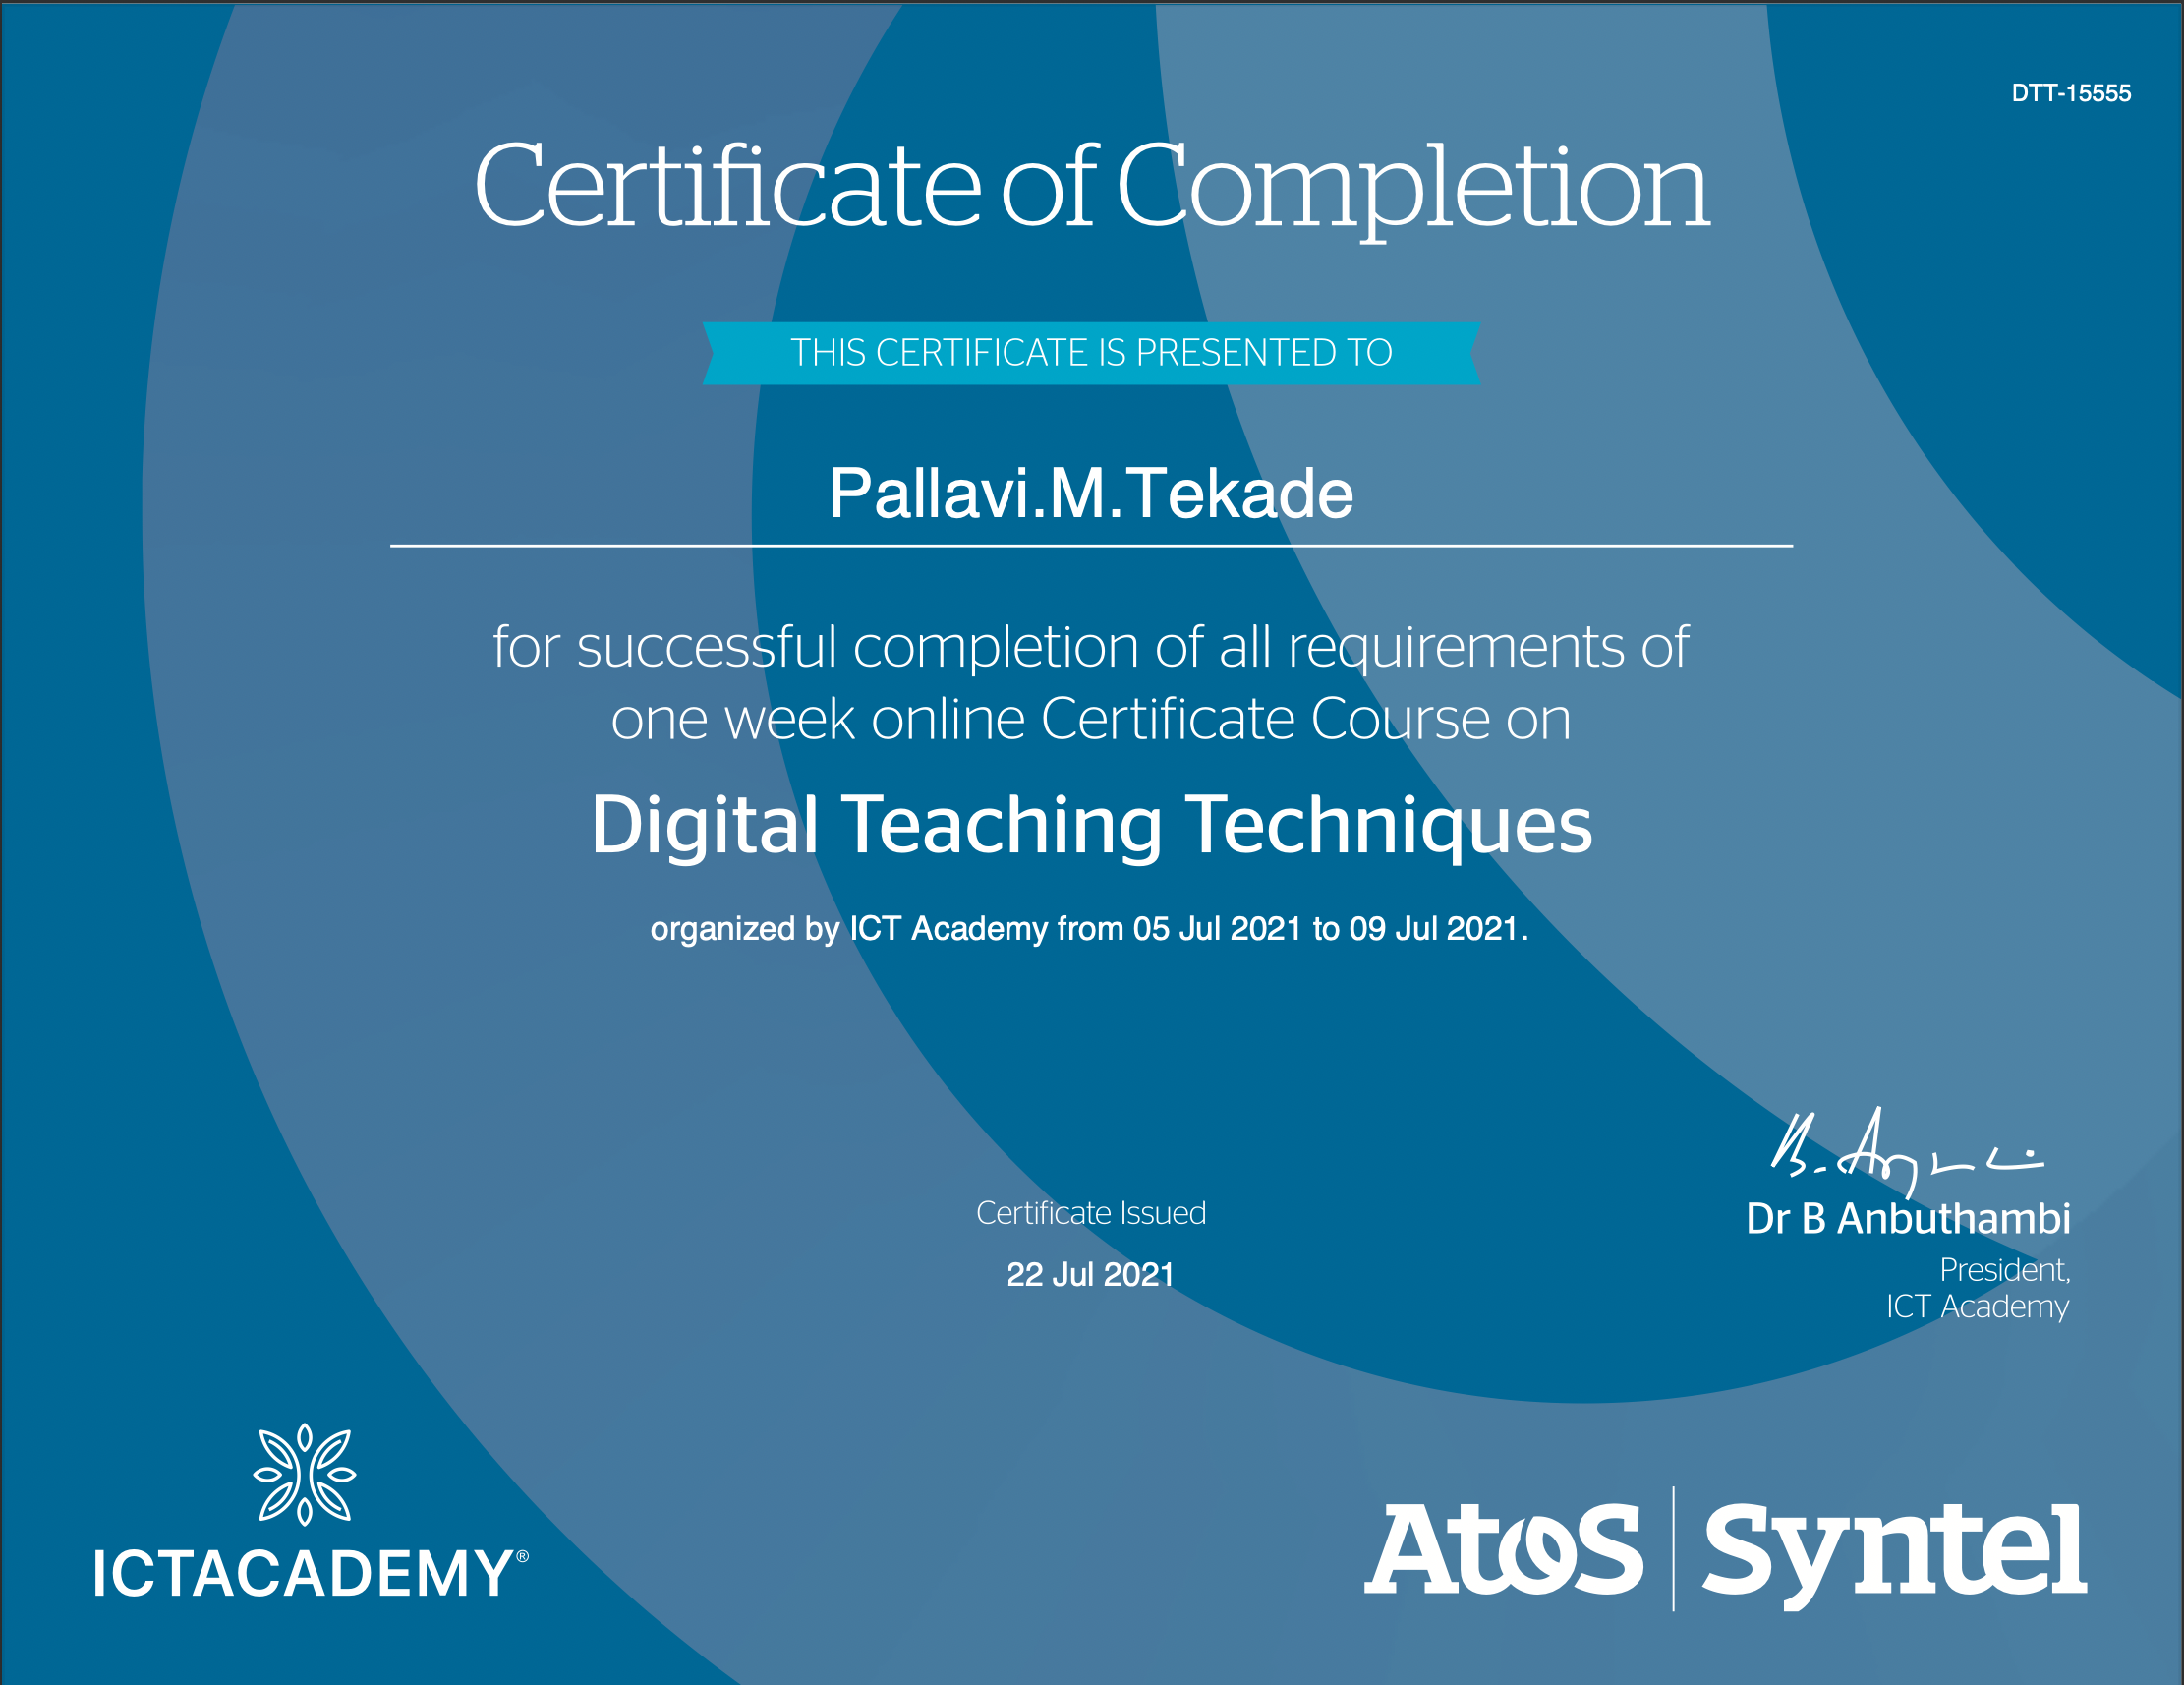 DTT-15555
Certificate of Completion
THIS CERTIFICATE IS PRESENTED TO
Pallavi.M.Tekade
for successful completion of all requirements of
one week online Certificate Course on
Digital Teaching Techniques
organized by ICT Academy from 05 Jul 2021 to 09 Jul 2021.
Certificate Issued
22 Jul 2021
Dr B Anbuthambi
President,
ICT Academy
ICTACADEMY®
Atos | Syntel